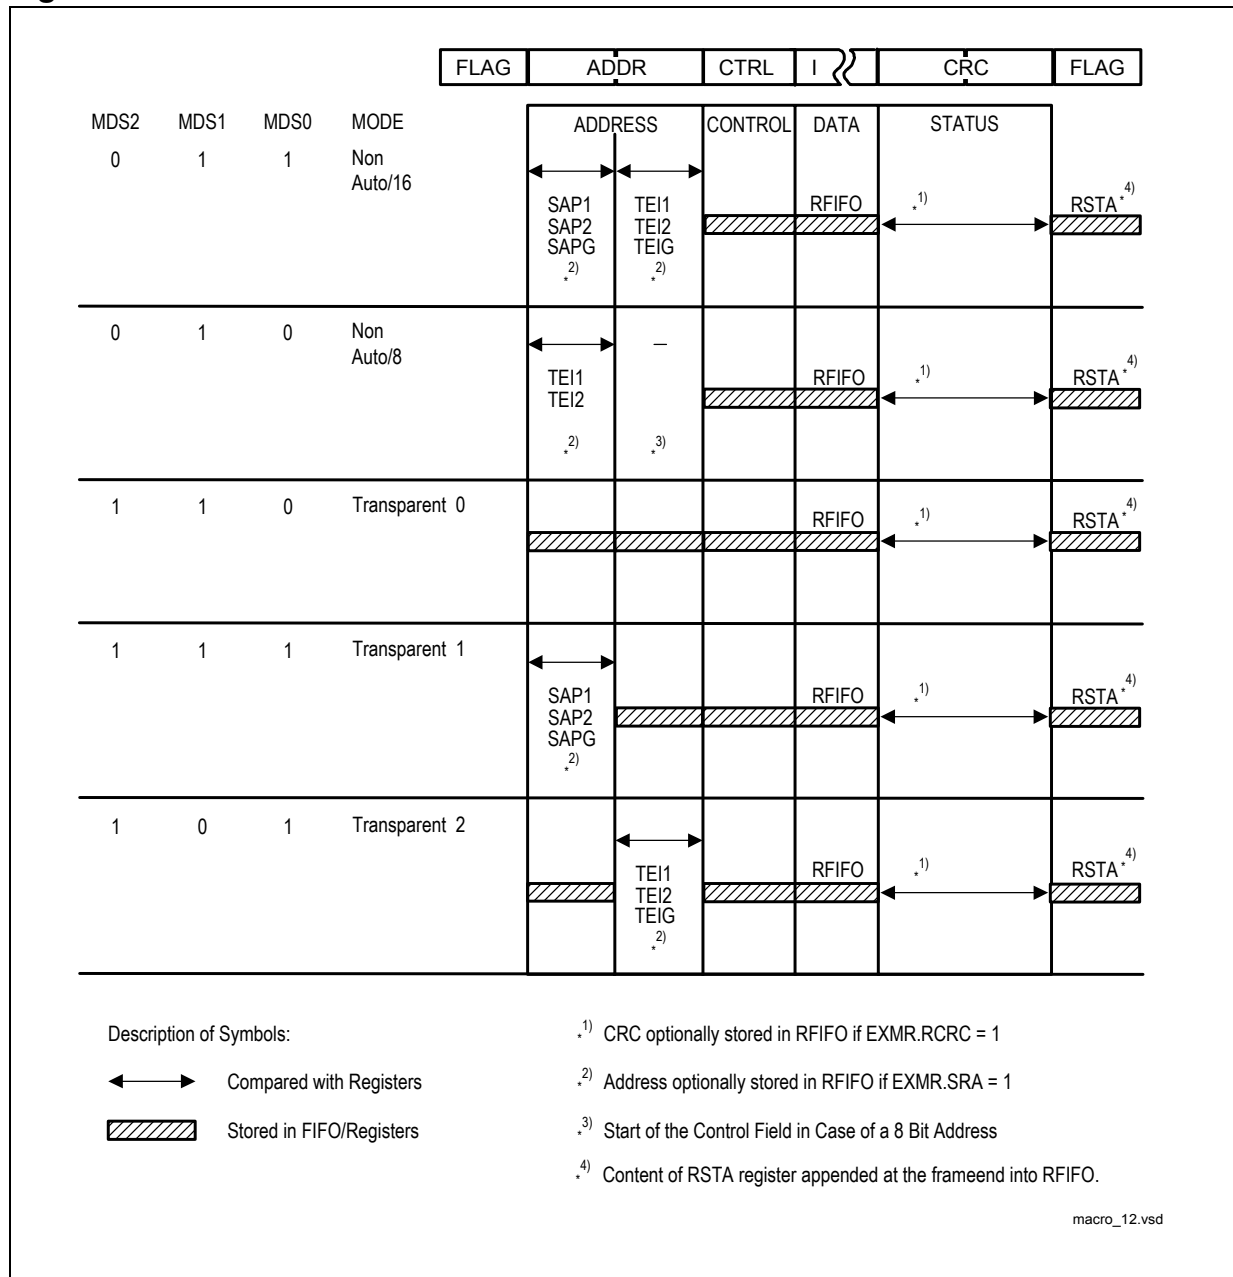 FLAG ADDR CTRL I CRC FLAG
MDS2 MDS1 MDS0 MODE ADDRESS CONTROL DATA STATUS
0 1 1 Non
Auto/16
SAP1 TEI1 RFIFO *1) RSTA*4)
SAP2 TEI2
SAPG TEIG
*2) *2)
0 1 0 Non –
Auto/8
TEI1 RFIFO *1) RSTA*4)
TEI2
*2) *3)
1 1 0 Transparent 0
RFIFO *1) RSTA*4)
1 1 1 Transparent 1
SAP1 RFIFO *1) RSTA*4)
SAP2
SAPG
*2)
1 0 1 Transparent 2
TEI1 RFIFO *1) RSTA*4)
TEI2
TEIG
*2)
Description of Symbols:
Compared with Registers
Stored in FIFO/Registers
*1) CRC optionally stored in RFIFO if EXMR.RCRC = 1
*2) Address optionally stored in RFIFO if EXMR.SRA = 1
*3) Start of the Control Field in Case of a 8 Bit Address
*4) Content of RSTA register appended at the frameend into RFIFO.
macro_12.vsd